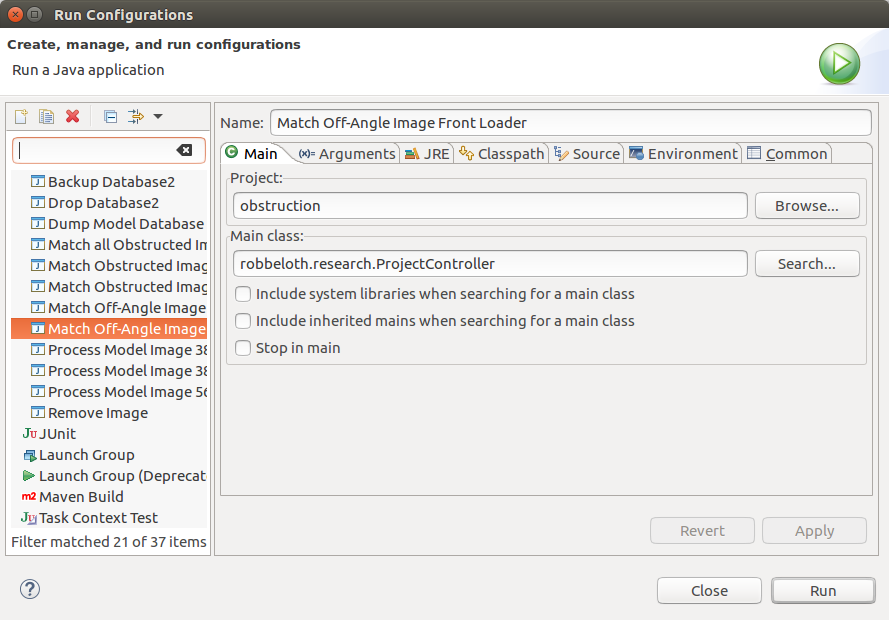 Run Configurations
Create, manage, and run configurations
Run a Java application
Name: Match Off-Angle Image Front Loader
Main (x)= Arguments JRE Classpath Source Environment Common
Project:
obstruction Browse...
Main class:
robbeloth.research.ProjectController Search...
Include system libraries when searching for a main class
Include inherited mains when searching for a main class
Stop in main
Backup Database2
Drop Database2
Dump Model Database
Match all Obstructed Im
Match Obstructed Imag
Match Obstructed Imag
Match Off-Angle Image
Match Off-Angle Image
Process Model Image 38
Process Model Image 38
Process Model Image 56
Remove Image
Ju JUnit
Launch Group
Launch Group (Deprecat
m2 Maven Build
Ju Task Context Test
Filter matched 21 of 37 items
Revert Apply
? Close Run